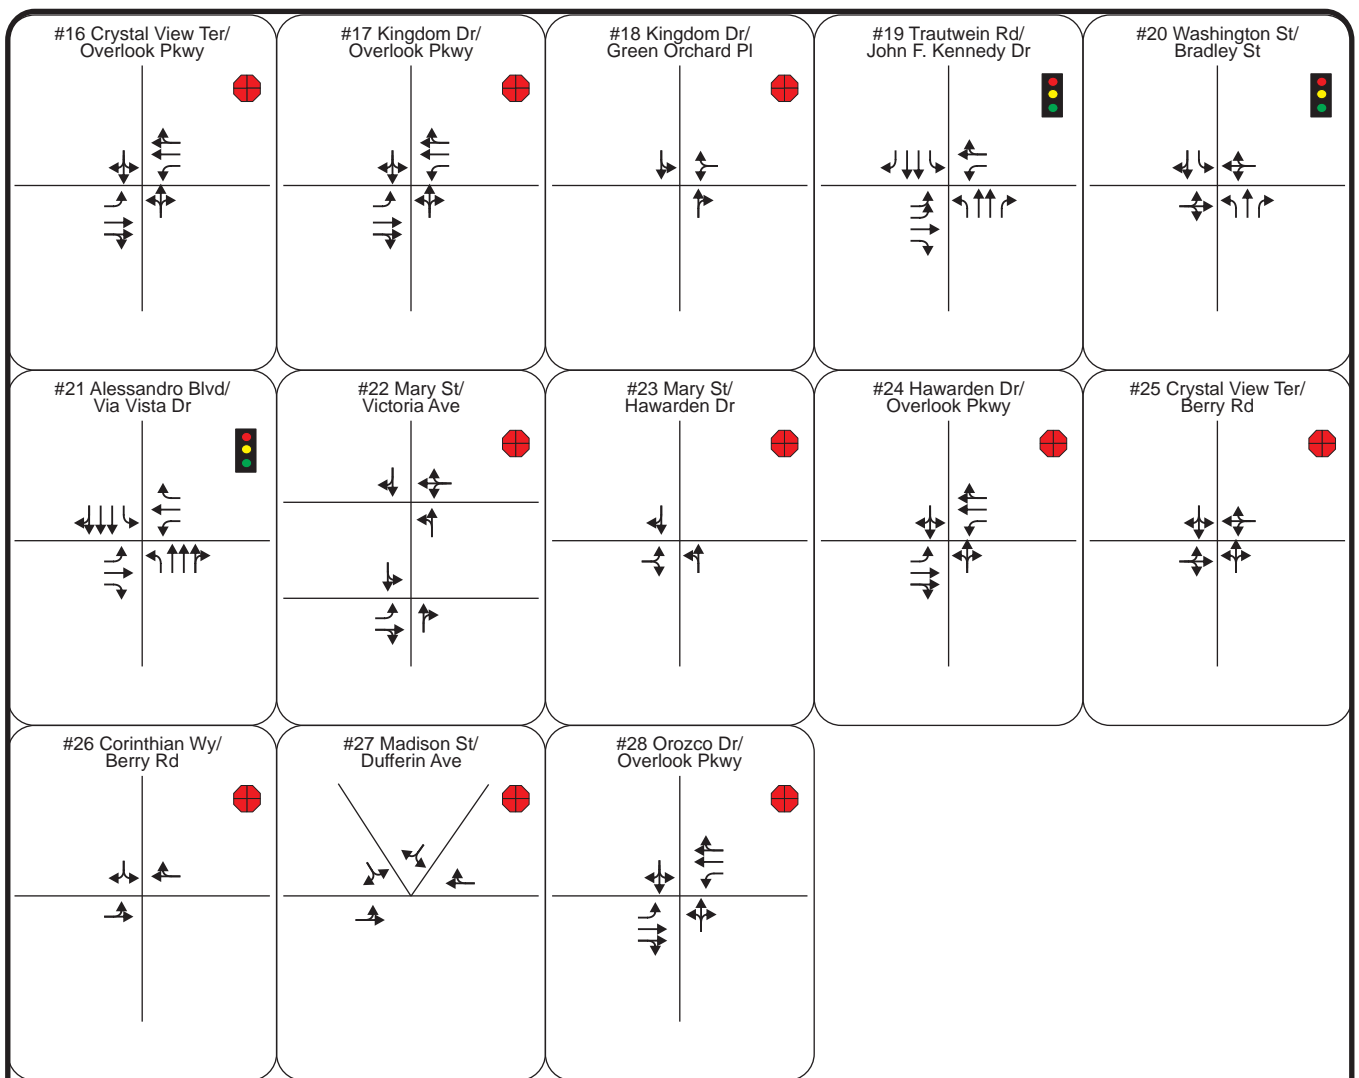 #16 Crystal View Ter/
Overlook Pkwy
#17 Kingdom Dr/
Overlook Pkwy
#18 Kingdom Dr/
Green Orchard Pl
#19 Trautwein Rd/
John F. Kennedy Dr
#20 Washington St/
Bradley St
#21 Alessandro Blvd/
Via Vista Dr
#22 Mary St/
Victoria Ave
#23 Mary St/
Hawarden Dr
#24 Hawarden Dr/
Overlook Pkwy
#25 Crystal View Ter/
Berry Rd
#26 Corinthian Wy/
Berry Rd
#27 Madison St/
Dufferin Ave
#28 Orozco Dr/
Overlook Pkwy